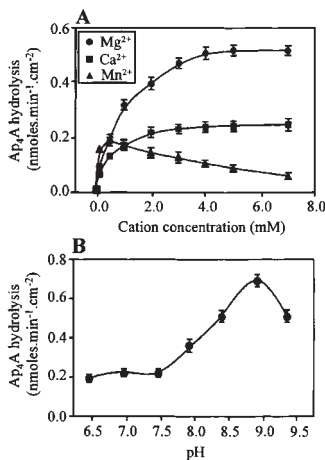 A
Mg²⁺
Ca²⁺
Mn²⁺
Ap₄A hydrolysis
(nmoles.min⁻¹.cm⁻²)
0.6
0.4
0.2
0.0
0.0 2.0 4.0 6.0 8.0
Cation concentration (mM)
B
Ap₄A hydrolysis
(nmoles.min⁻¹.cm⁻²)
0.8
0.6
0.4
0.2
0.0
6.5 7.0 7.5 8.0 8.5 9.0 9.5
pH